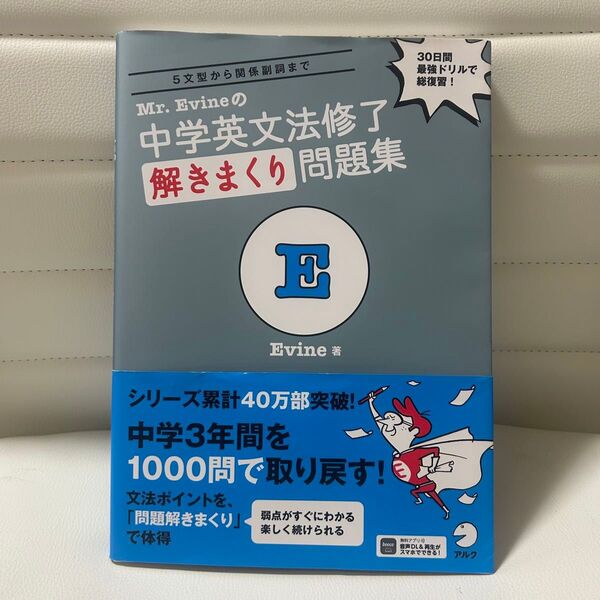 5文型から関係副詞まで
30日間
最強ドリルで
総復習！
Mr. Evineの
中学英文法修了
解きまくり問題集
E
Evine 著
シリーズ累計40万部突破！
中学3年間を
1000問で取り戻す！
文法ポイントを、
「問題解きまくり」
で体得
弱点がすぐにわかる
楽しく続けられる
E
無料アプリ付
音声DL&再生が
スマホでできる！
アルク